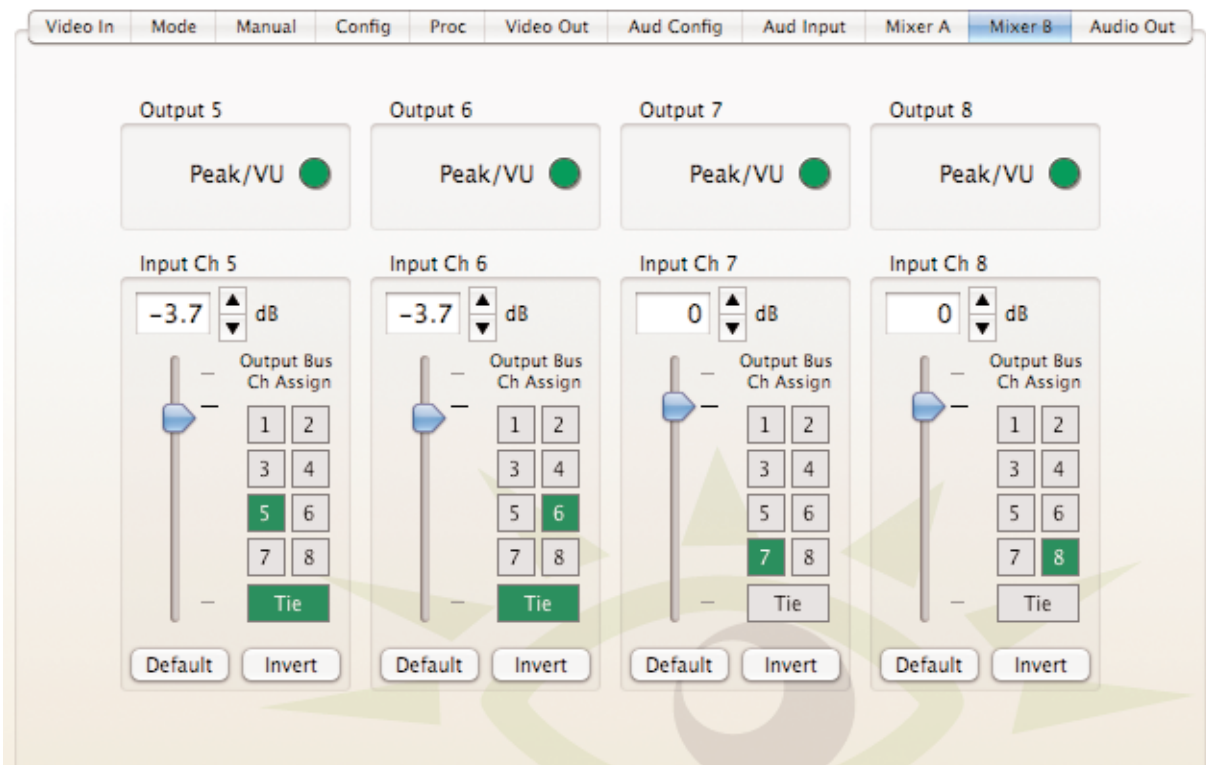 Video In Mode Manual Config Proc Video Out Aud Config Aud Input Mixer A Mixer B Audio Out
Output 5 Output 6 Output 7 Output 8
Peak/VU Peak/VU Peak/VU Peak/VU
Input Ch 5 Input Ch 6 Input Ch 7 Input Ch 8
-3.7 dB -3.7 dB 0 dB 0 dB
Output Bus Output Bus Output Bus Output Bus
Ch Assign Ch Assign Ch Assign Ch Assign
1 2 1 2 1 2 1 2
3 4 3 4 3 4 3 4
5 6 5 6 5 6 5 6
7 8 7 8 7 8 7 8
Tie Tie Tie Tie
Default Invert Default Invert Default Invert Default Invert